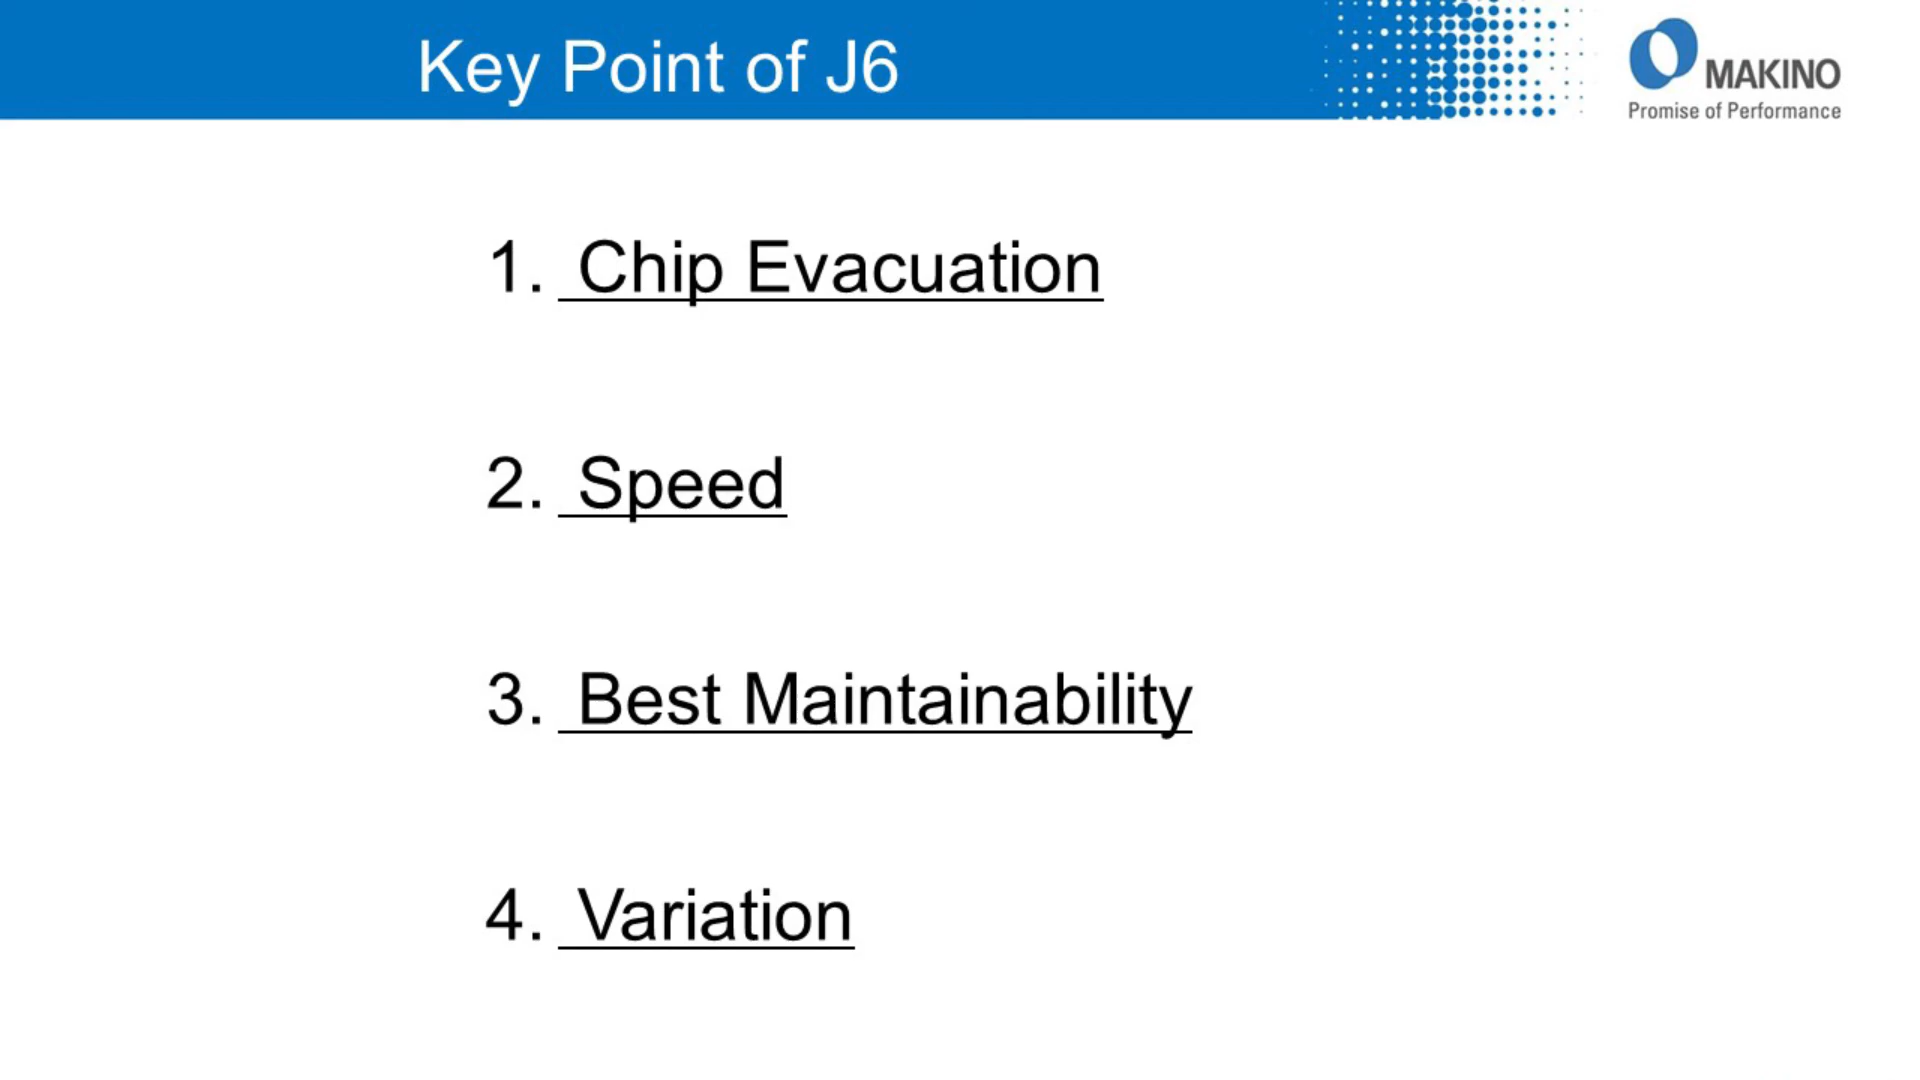 Key Point of J6
MAKINO
Promise of Performance
1. Chip Evacuation
2. Speed
3. Best Maintainability
4. Variation